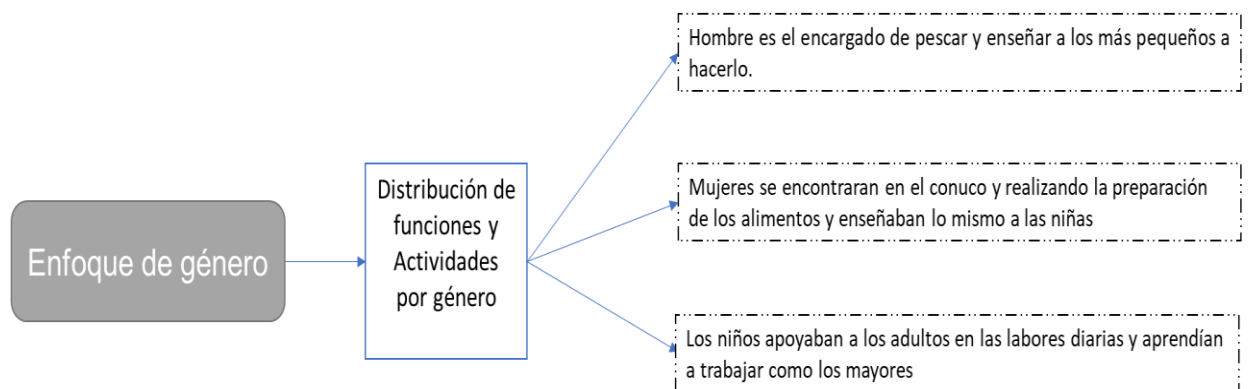 Enfoque de género
Distribución de
funciones y
Actividades
por género
Hombre es el encargado de pescar y enseñar a los más pequeños a
hacerlo.
Mujeres se encontraran en el conuco y realizando la preparación
de los alimentos y enseñaban lo mismo a las niñas
Los niños apoyaban a los adultos en las labores diarias y aprendían
a trabajar como los mayores